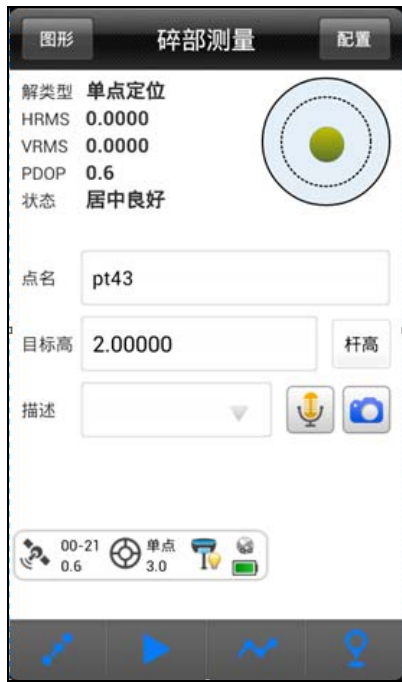 图形 碎部测量 配置
解类型 单点定位
HRMS 0.0000
VRMS 0.0000
PDOP 0.6
状态 居中良好
点名 pt43
目标高 2.00000 杆高
描述
00-21 单点
0.6 3.0